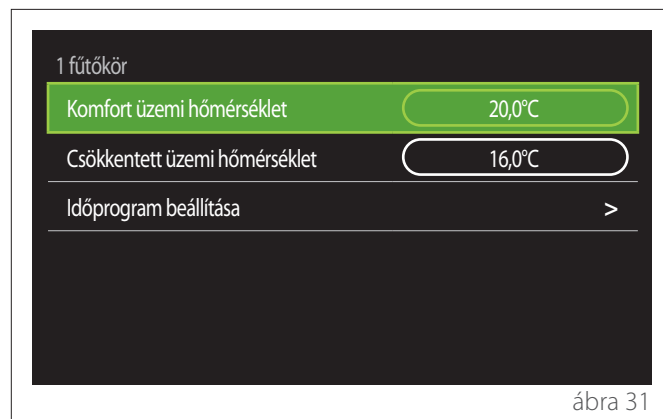 1 fűtőkör
Komfort üzemi hőmérséklet 20,0°C
Csökkentett üzemi hőmérséklet 16,0°C
Időprogram beállítása >
ábra 31